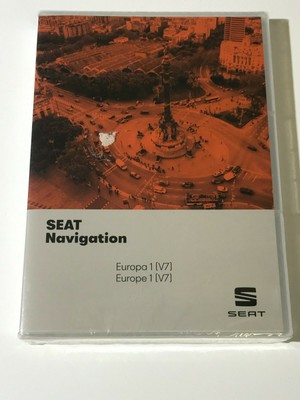 SEAT
Navigation
Europa 1 (V7)
Europe 1 (V7)
SEAT